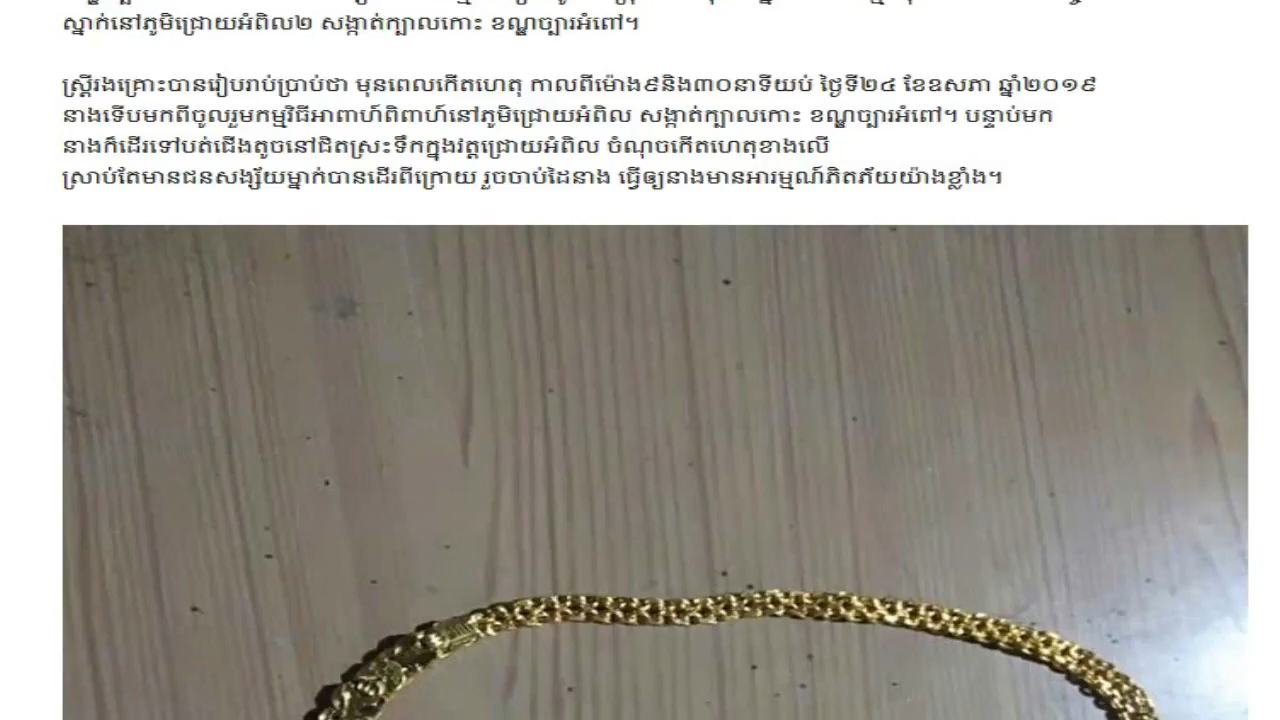 ស្នាក់នៅភូមិជ្រោយអំពិល២ សង្កាត់ក្បាលកោះ ខណ្ឌច្បារអំពៅ។
ស្ត្រីរងគ្រោះបានរៀបរាប់ប្រាប់ថា មុនពេលកើតហេតុ កាលពីម៉ោង៩និង៣០នាទីយប់ ថ្ងៃទី២៤ ខែឧសភា ឆ្នាំ២០១៩
នាងទើបមកពីចូលរួមកម្មវិធីអាពាហ៍ពិពាហ៍នៅភូមិជ្រោយអំពិល សង្កាត់ក្បាលកោះ ខណ្ឌច្បារអំពៅ។ បន្ទាប់មក
នាងក៏ដើរទៅបត់ជើងតូចនៅជិតស្រះទឹកក្នុងវត្តជ្រោយអំពិល ចំណុចកើតហេតុខាងលើ
ស្រាប់តែមានជនសង្ស័យម្នាក់បានដើរពីក្រោយ រួចចាប់ដៃនាង ធ្វើឲ្យនាងមានអារម្មណ៍ភិតភ័យយ៉ាងខ្លាំង។